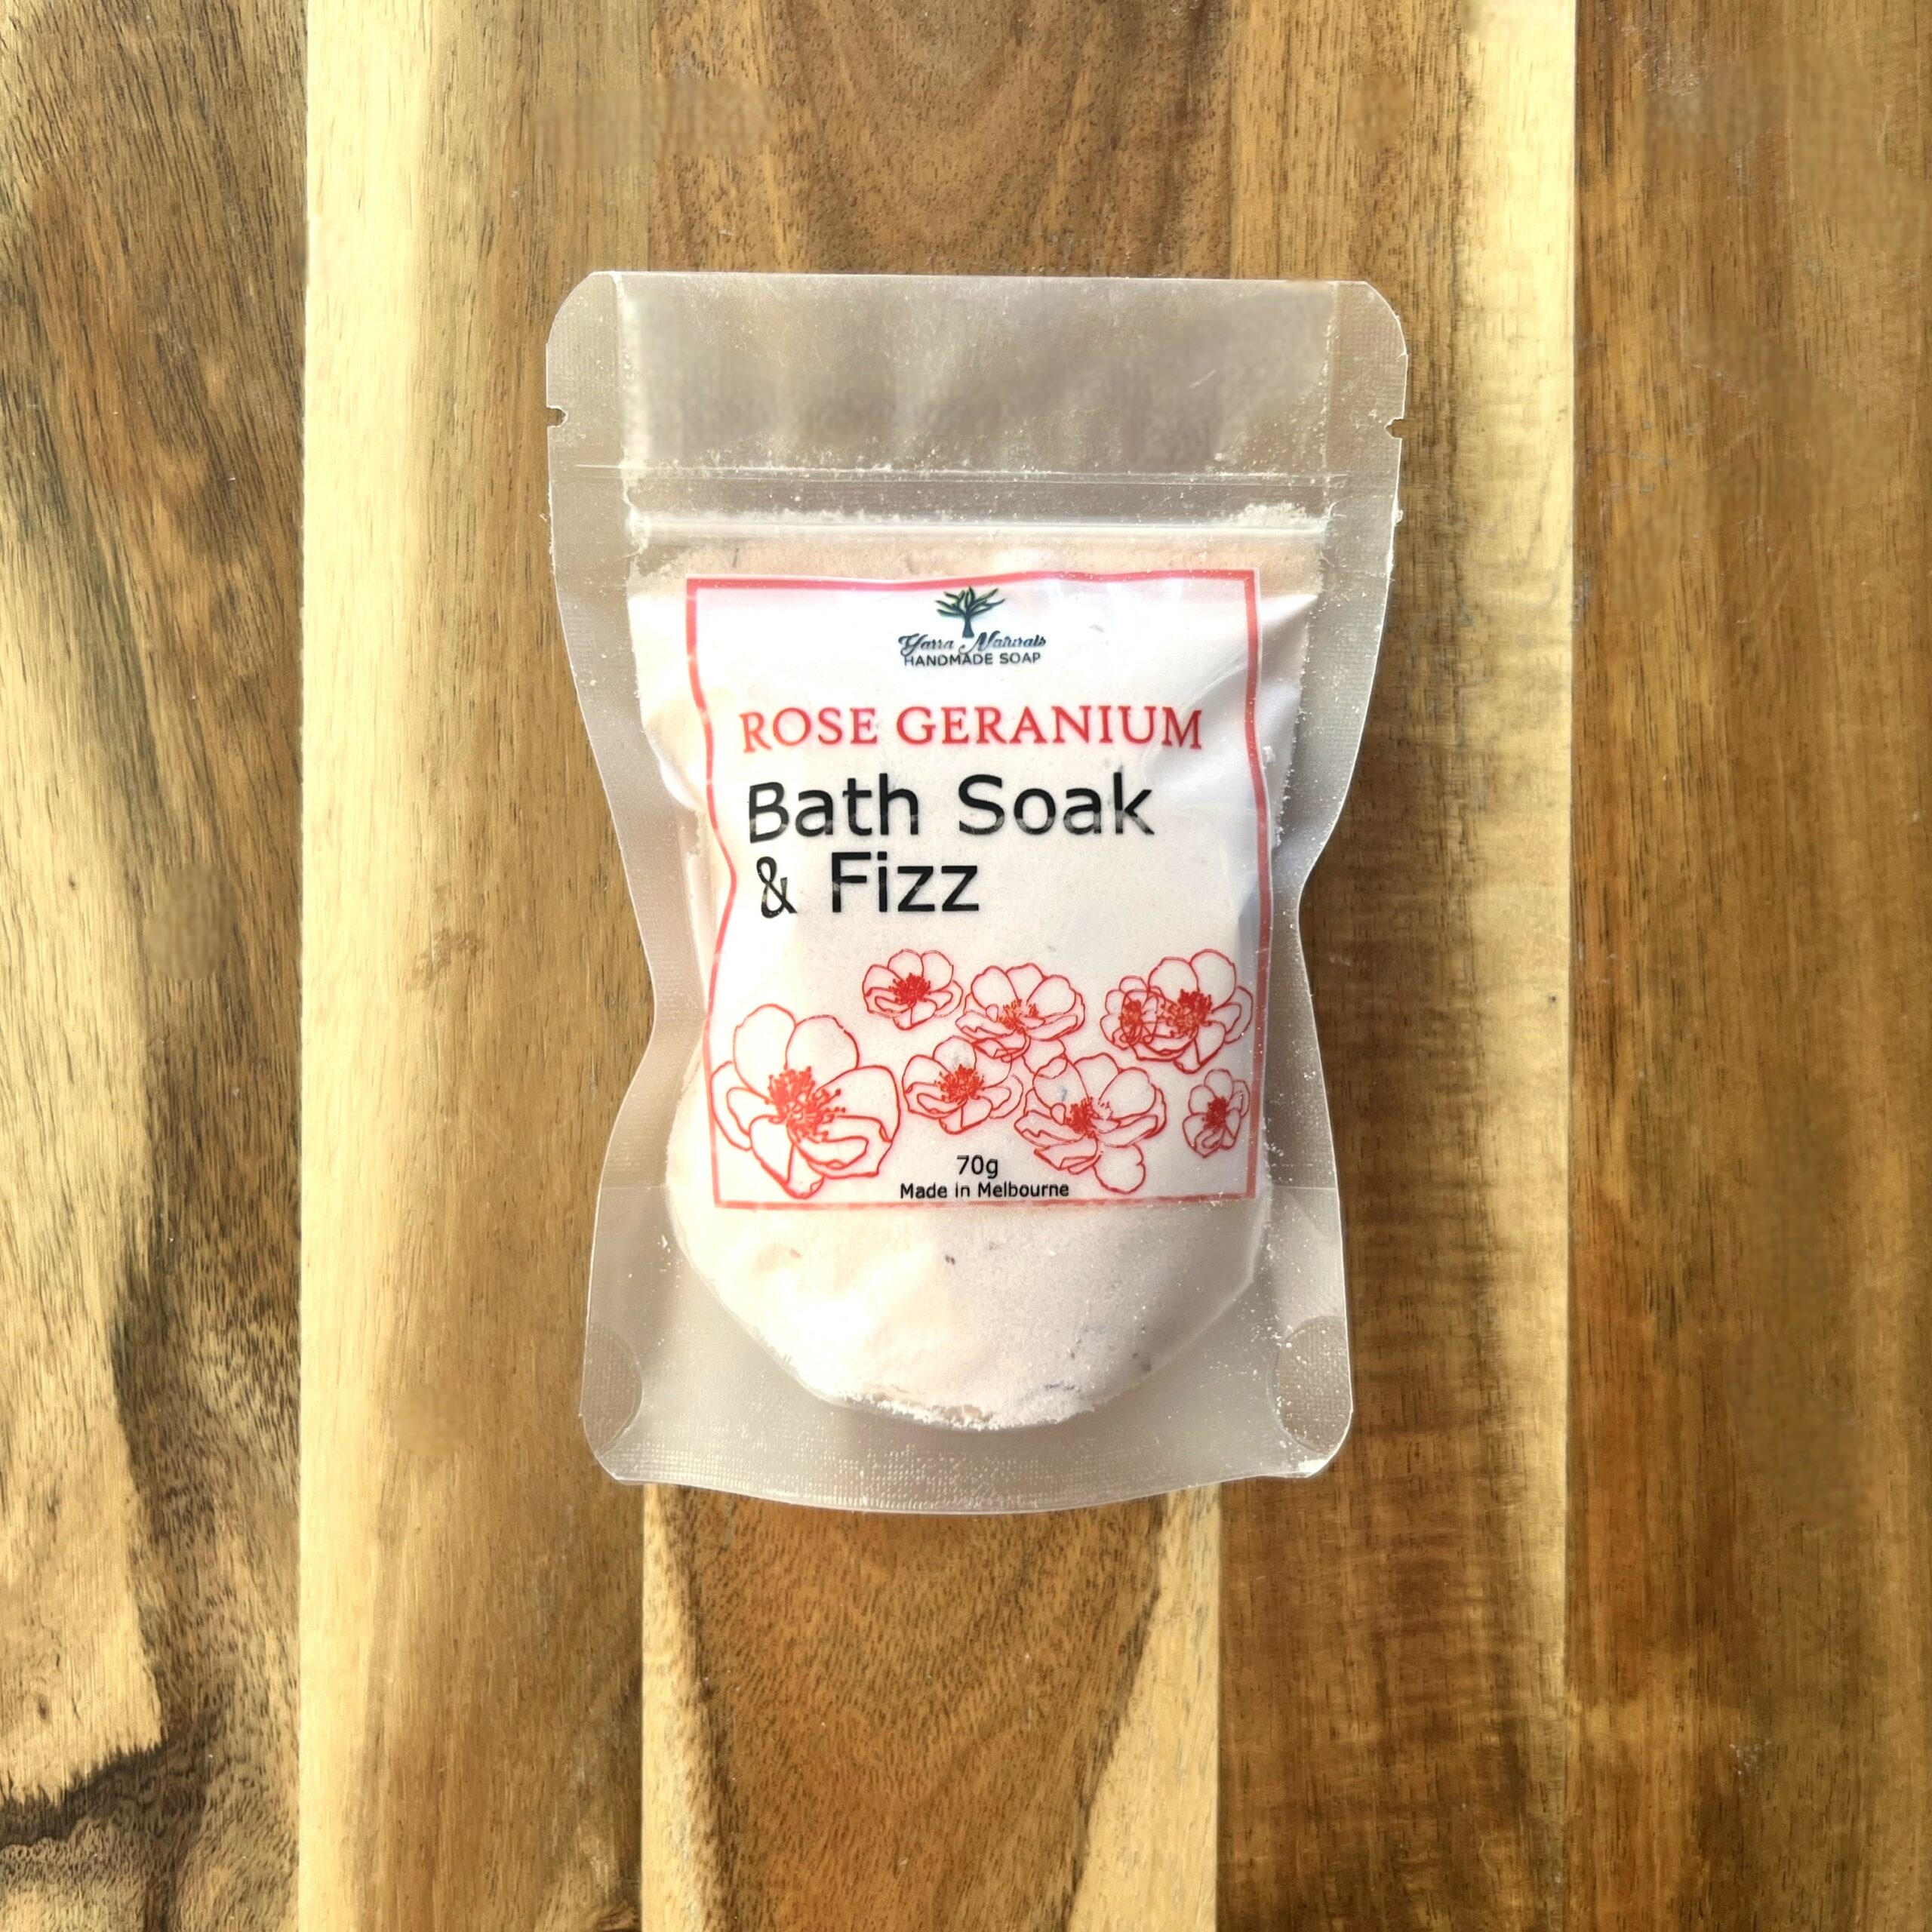 Yarra Naturals
HANDMADE SOAP
ROSE GERANIUM
Bath Soak
& Fizz
70g
Made in Melbourne